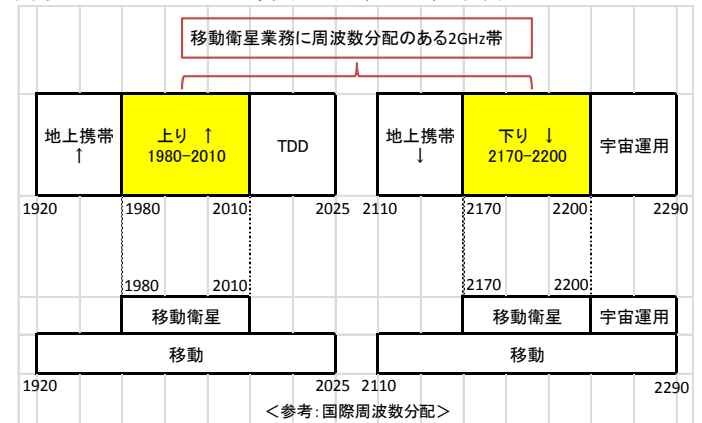 移動衛星業務に周波数分配のある2GHz帯
地上携帯 上り ↑ TDD 地上携帯 下り ↓ 宇宙運用
↑ 1980-2010 ↓ 2170-2200
1920 1980 2010 2025 2110 2170 2200 2290
1980 2010 2170 2200
移動衛星 移動衛星 宇宙運用
移動 移動
1920 2025 2110 2290
＜参考：国際周波数分配＞